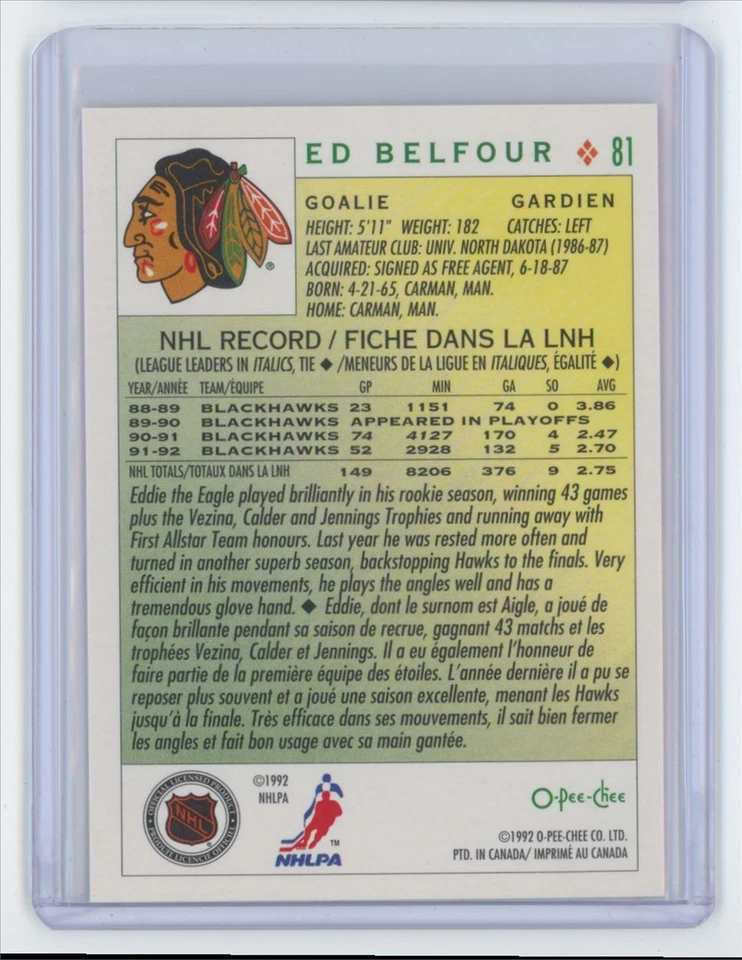 ED BELFOUR 81
GOALIE GARDIEN
HEIGHT: 5'11" WEIGHT: 182 CATCHES: LEFT
LAST AMATEUR CLUB: UNIV. NORTH DAKOTA (1986-87)
ACQUIRED: SIGNED AS FREE AGENT, 6-18-87
BORN: 4-21-65, CARMAN, MAN.
HOME: CARMAN, MAN.
®
NHL RECORD / FICHE DANS LA LNH
(LEAGUE LEADERS IN ITALICS, TIE ◆ /MENEURS DE LA LIGUE EN ITALIQUES, ÉGALITÉ ◆)
YEAR/ANNÉE TEAM/ÉQUIPE GP MIN GA SO AVG
88-89 BLACKHAWKS 23 1151 74 0 3.86
89-90 BLACKHAWKS APPEARED IN PLAYOFFS
90-91 BLACKHAWKS 74 4127 170 4 2.47
91-92 BLACKHAWKS 52 2928 132 5 2.70
NHL TOTALS/TOTAUX DANS LA LNH 149 8206 376 9 2.75
Eddie the Eagle played brilliantly in his rookie season, winning 43 games
plus the Vezina, Calder and Jennings Trophies and running away with
First Allstar Team honours. Last year he was rested more often and
turned in another superb season, backstopping Hawks to the finals. Very
efficient in his movements, he plays the angles well and has a
tremendous glove hand. ◆ Eddie, dont le surnom est Aigle, a joué de
façon brillante pendant sa saison de recrue, gagnant 43 matchs et les
trophées Vezina, Calder et Jennings. Il a eu également l'honneur de
faire partie de la première équipe des étoiles. L'année dernière il a pu se
reposer plus souvent et a joué une saison excellente, menant les Hawks
jusqu'à la finale. Très efficace dans ses mouvements, il sait bien fermer
les angles et fait bon usage avec sa main gantée.
OFFICIAL LICENSED PRODUCT
NHL
PRODUIT LICENCIE OFFICIEL
®
©1992
NHLPA
TM
NHLPA
O-Pee-Chee
©1992 O-PEE-CHEE CO. LTD.
PTD. IN CANADA/ IMPRIMÉ AU CANADA